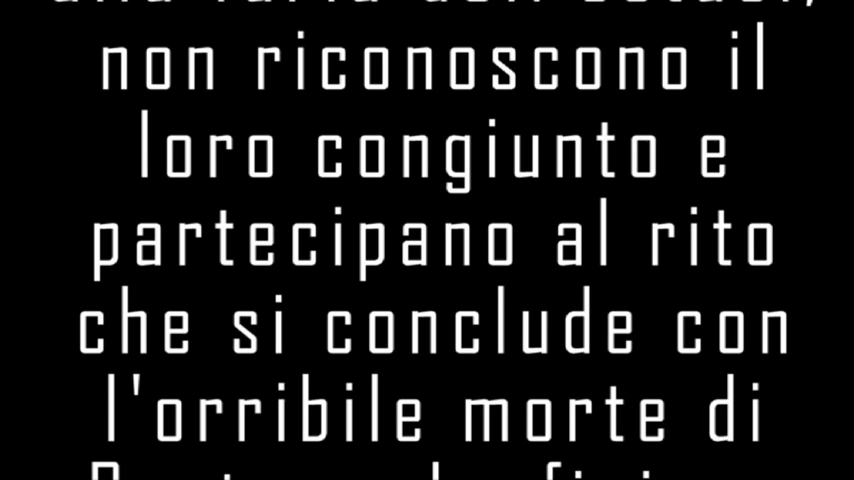 non riconoscono il
loro congiunto e
partecipano al rito
che si conclude con
l'orribile morte di